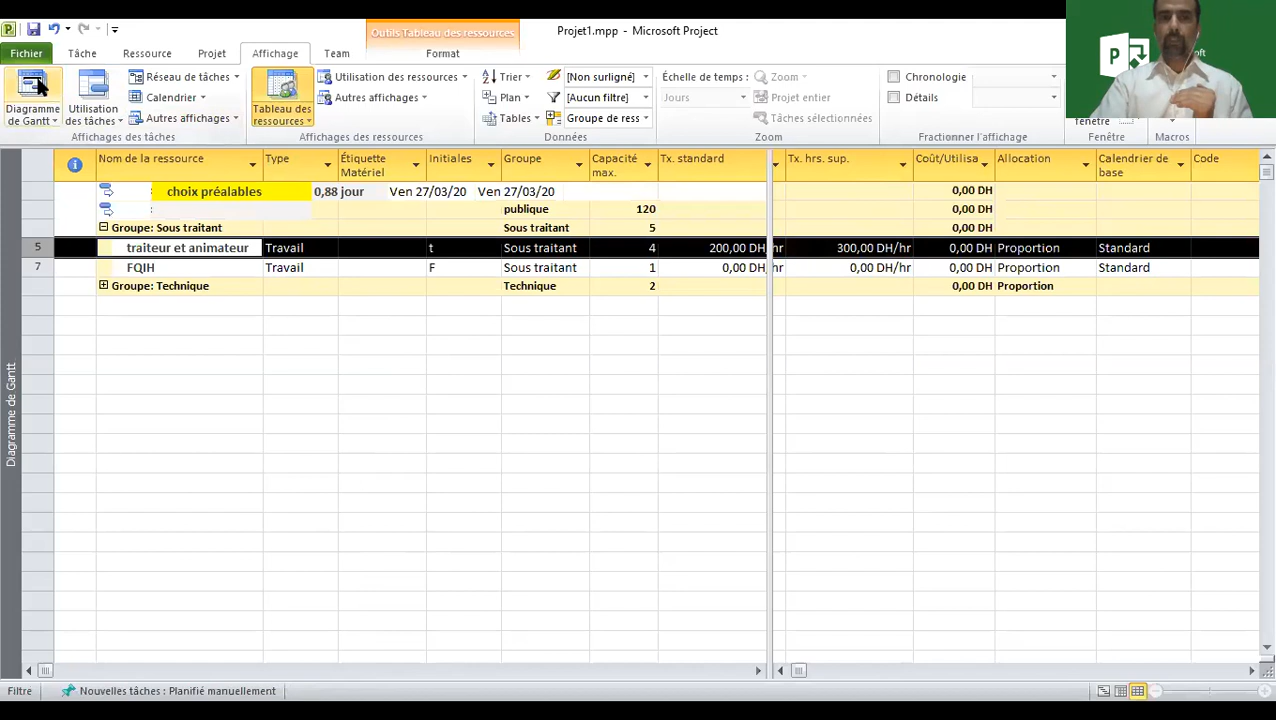 Projet1.mpp - Microsoft Project
Outils Tableau des ressources
Fichier Tâche Ressource Projet Affichage Team Format
Diagramme de Gantt
Utilisation des tâches
Réseau de tâches
Calendrier
Autres affichages
Affichages des tâches
Tableau des ressources
Utilisation des ressources
Autres affichages
Affichages des ressources
Trier
Plan
Tables
[Non surligné]
[Aucun filtre]
Groupe de ress
Données
Échelle de temps :
Jours
Zoom
Projet entier
Tâches sélectionnées
Zoom
Chronologie
Détails
Fractionner l'affichage
fenêtre
Fenêtre
Macros
Nom de la ressource Type Étiquette Matériel Initiales Groupe Capacité max. Tx. standard Tx. hrs. sup. Coût/Utilisa Allocation Calendrier de base Code
choix préalables 0,88 jour Ven 27/03/20 Ven 27/03/20 0,00 DH
publique 120 0,00 DH
Groupe: Sous traitant Sous traitant 5 0,00 DH
5 traiteur et animateur Travail t Sous traitant 4 200,00 DH/hr 300,00 DH/hr 0,00 DH Proportion Standard
7 FQIH Travail F Sous traitant 1 0,00 DH/hr 0,00 DH/hr 0,00 DH Proportion Standard
Groupe: Technique Technique 2 0,00 DH Proportion
Diagramme de Gantt
Filtre Nouvelles tâches : Planifié manuellement